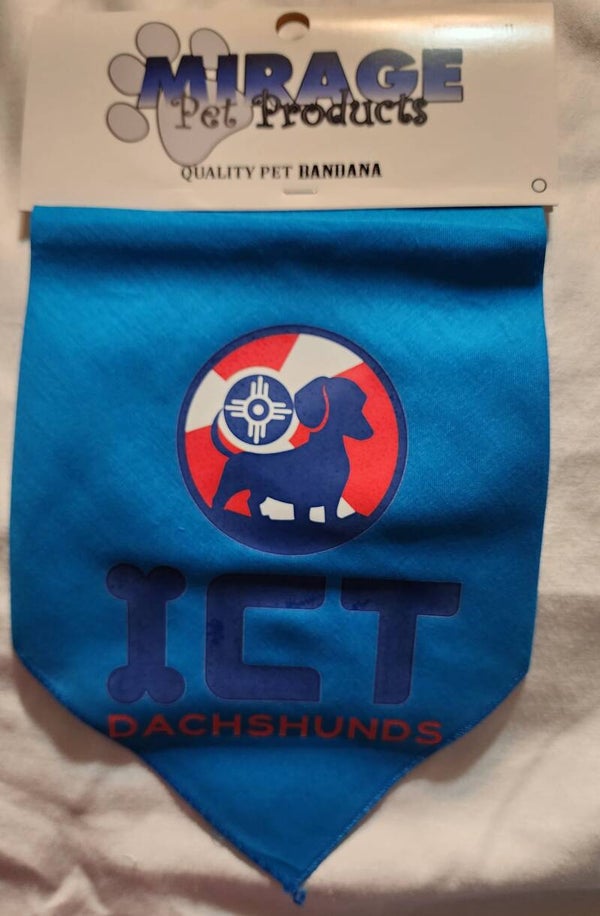 MIRAGE
Pet Products
QUALITY PET BANDANA
ICT
DACHSHUNDS